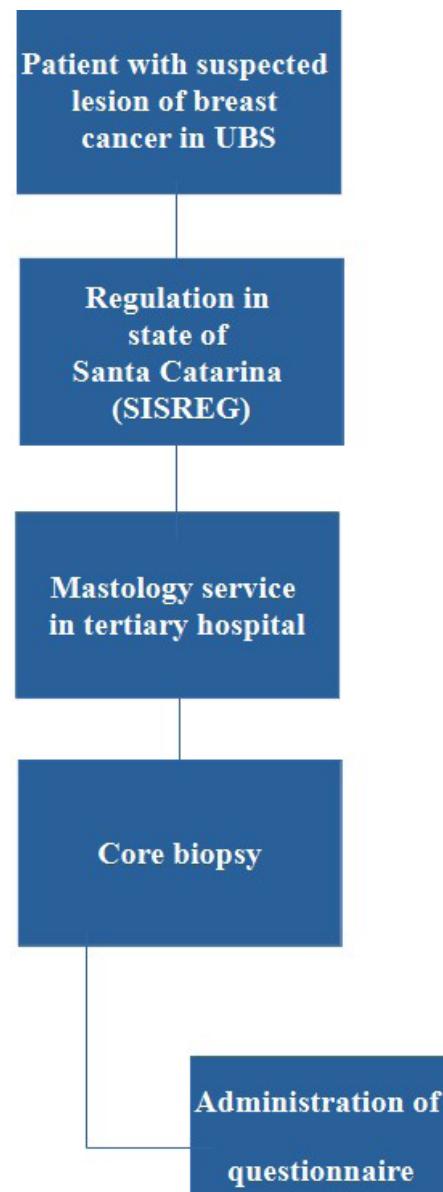 Patient with suspected
lesion of breast
cancer in UBS
Regulation in
state of
Santa Catarina
(SISREG)
Mastology service
in tertiary hospital
Core biopsy
Administration of
questionnaire